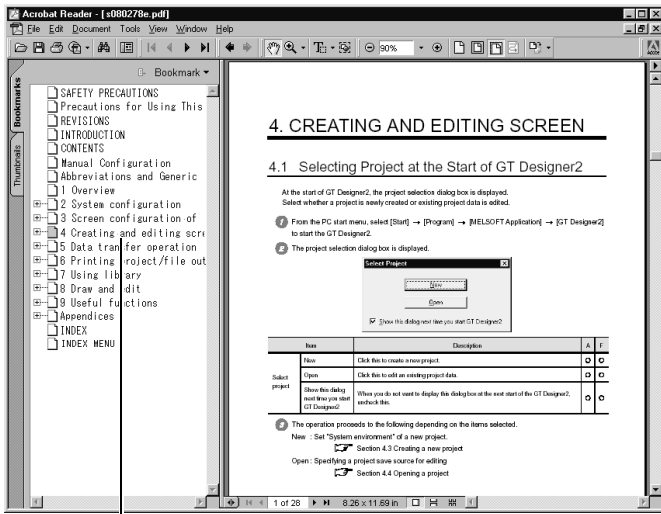 Acrobat Reader - [s080278e.pdf]
File Edit Document Tools View Window Help
90%
Bookmark
Bookmarks
Thumbnails
SAFETY PRECAUTIONS
Precautions for Using This
REVISIONS
INTRODUCTION
CONTENTS
Manual Configuration
Abbreviations and Generic
1 Overview
2 System configuration
3 Screen configuration of
4 Creating and editing scre
5 Data transfer operation
6 Printing project/file out
7 Using library
8 Draw and edit
9 Useful functions
Appendices
INDEX
INDEX MENU
4. CREATING AND EDITING SCREEN
4.1 Selecting Project at the Start of GT Designer2
At the start of GT Designer2, the project selection dialog box is displayed.
Select whether a project is newly created or existing project data is edited.
1 From the PC start menu, select [Start] → [Program] → [MELSOFT Application] → [GT Designer2]
to start the GT Designer2.
2 The project selection dialog box is displayed.
Select Project
New
Open
Show this dialog next time you start GT Designer2
Item Description A F
Select project
New Click this to create a new project.
Open Click this to edit an existing project data.
Show this dialog
next time you start
GT Designer2
When you do not want to display this dialog box at the next start of the GT Designer2,
uncheck this.
3 The operation proceeds to the following depending on the items selected.
New : Set "System environment" of a new project.
Section 4.3 Creating a new project
Open : Specifying a project save source for editing
Section 4.4 Opening a project
1 of 28 8.26 x 11.69 in